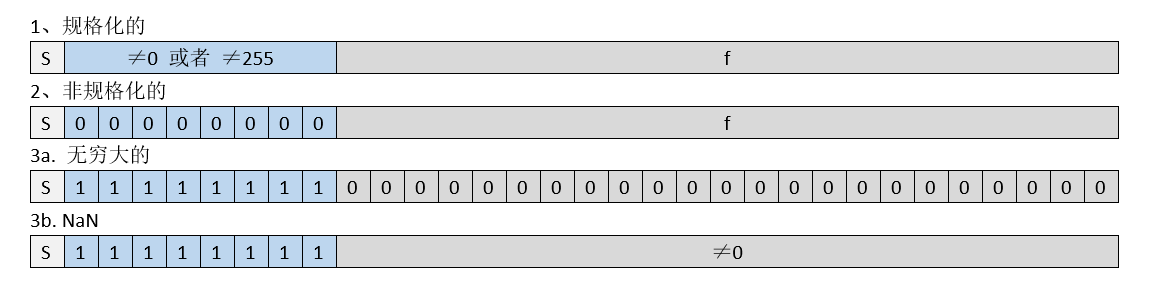 1、规格化的
S ≠0 或者 ≠255 f
2、非规格化的
S 0 0 0 0 0 0 0 0 f
3a. 无穷大的
S 1 1 1 1 1 1 1 1 0 0 0 0 0 0 0 0 0 0 0 0 0 0 0 0 0 0 0 0 0 0 0
3b. NaN
S 1 1 1 1 1 1 1 1 ≠0